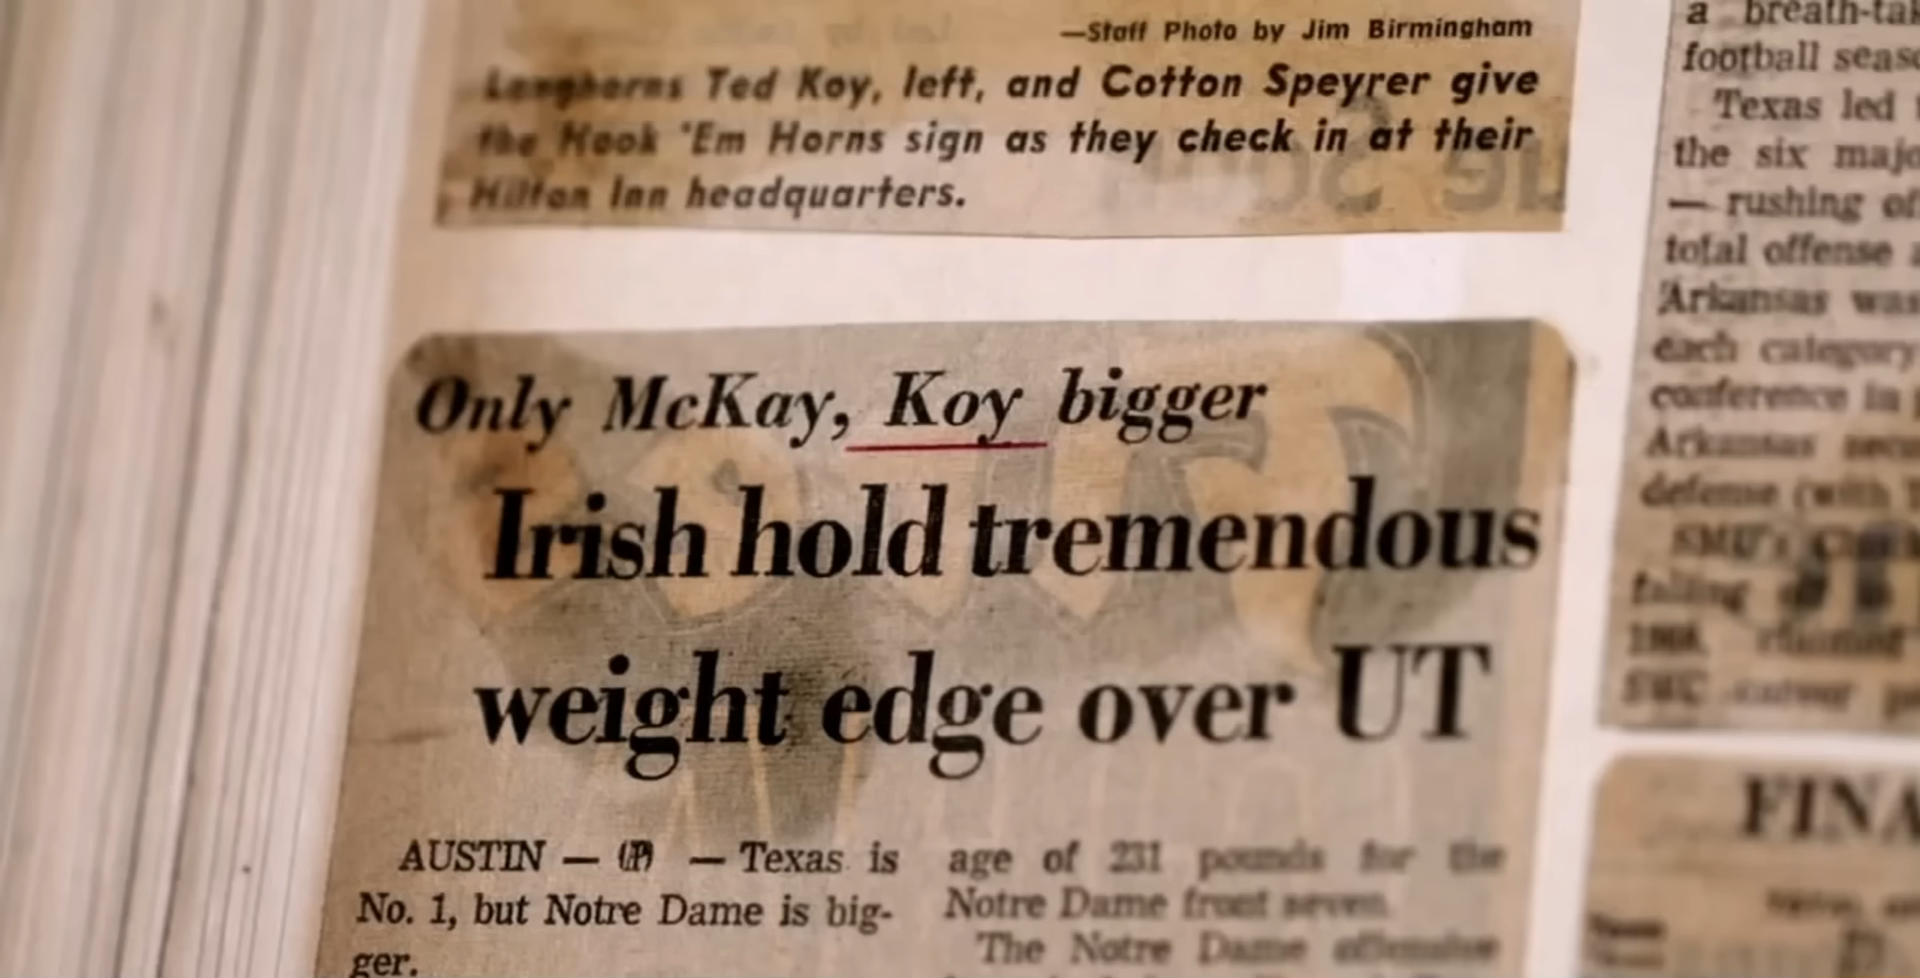 —Staff Photo by Jim Birmingham
Longhorns Ted Koy, left, and Cotton Speyrer give
the Hook 'Em Horns sign as they check in at their
Hilton Inn headquarters.
Only McKay, Koy bigger
Irish hold tremendous
weight edge over UT
AUSTIN — (AP) — Texas is
No. 1, but Notre Dame is big-
ger.
age of 231 pounds for the
Notre Dame front seven.
The Notre Dame offensive
a breath-tak
football seaso
Texas led
the six majo
— rushing of
total offense a
Arkansas was
each category
conference in
Arkansas secu
defense (with
SMU's
falling
SWC
FINA